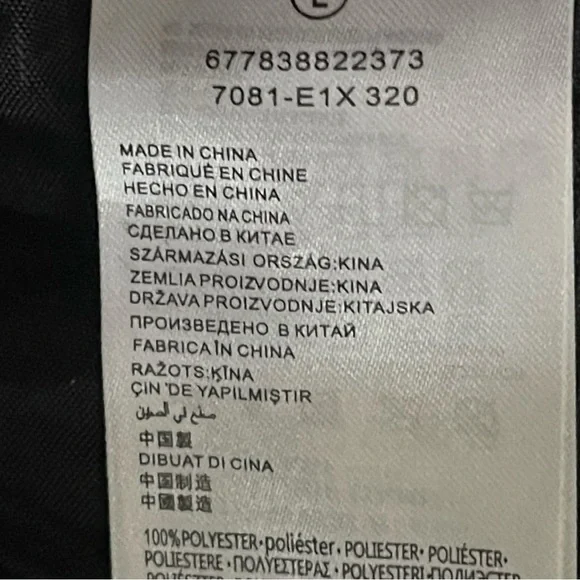 L
677838822373
7081-E1X 320
MADE IN CHINA
FABRIQUÉ EN CHINE
HECHO EN CHINA
FABRICADO NA CHINA
СДЕЛАНО В КИТАЕ
SZÁRMAZÁSI ORSZÁG:KINA
ZEMLIA PROIZVODNJE:KINA
DRŽAVA PROIZVODNJE:KITAJSKA
ПРОИЗВЕДЕНО В КИТАЙ
FABRICA ÎN CHINA
RAŽOTS:ĶĪNA
ÇIN 'DE YAPILMIŞTIR
صنع في الصين
中国製
DIBUAT DI CINA
中国制造
中國製造
100%POLYESTER•poliéster, POLIESTER• POLIÉSTER•
POLIESTERE •ΠΟΛΥΕΣΤΕΡΑΣ • POLYESTERI•ПОЛИЭСТЕР